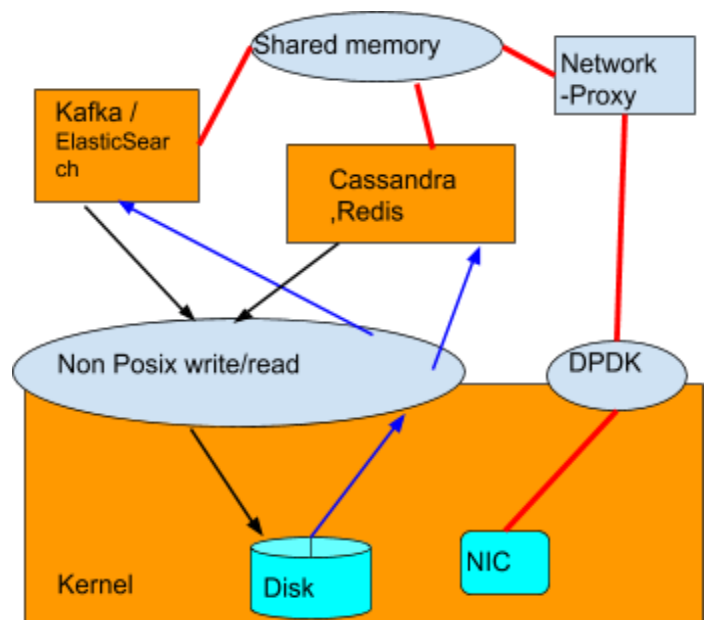 Shared memory
Network
-Proxy
Kafka /
ElasticSear
ch
Cassandra
,Redis
Non Posix write/read
DPDK
NIC
Kernel
Disk